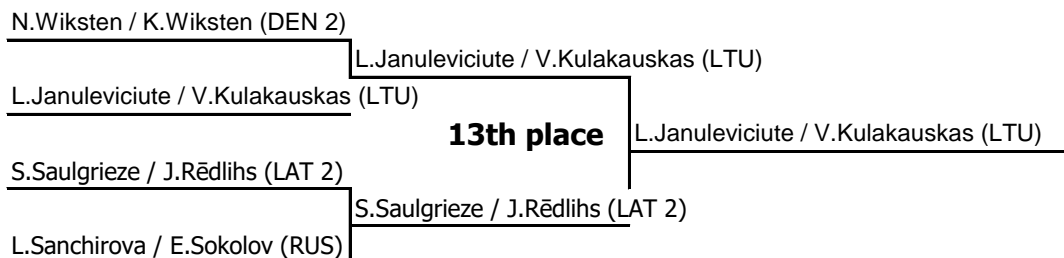 N.Wiksten / K.Wiksten (DEN 2)
L.Januleviciute / V.Kulakauskas (LTU)
L.Januleviciute / V.Kulakauskas (LTU)
13th place
L.Januleviciute / V.Kulakauskas (LTU)
S.Saulgrieze / J.Rēdlihs (LAT 2)
S.Saulgrieze / J.Rēdlihs (LAT 2)
L.Sanchirova / E.Sokolov (RUS)